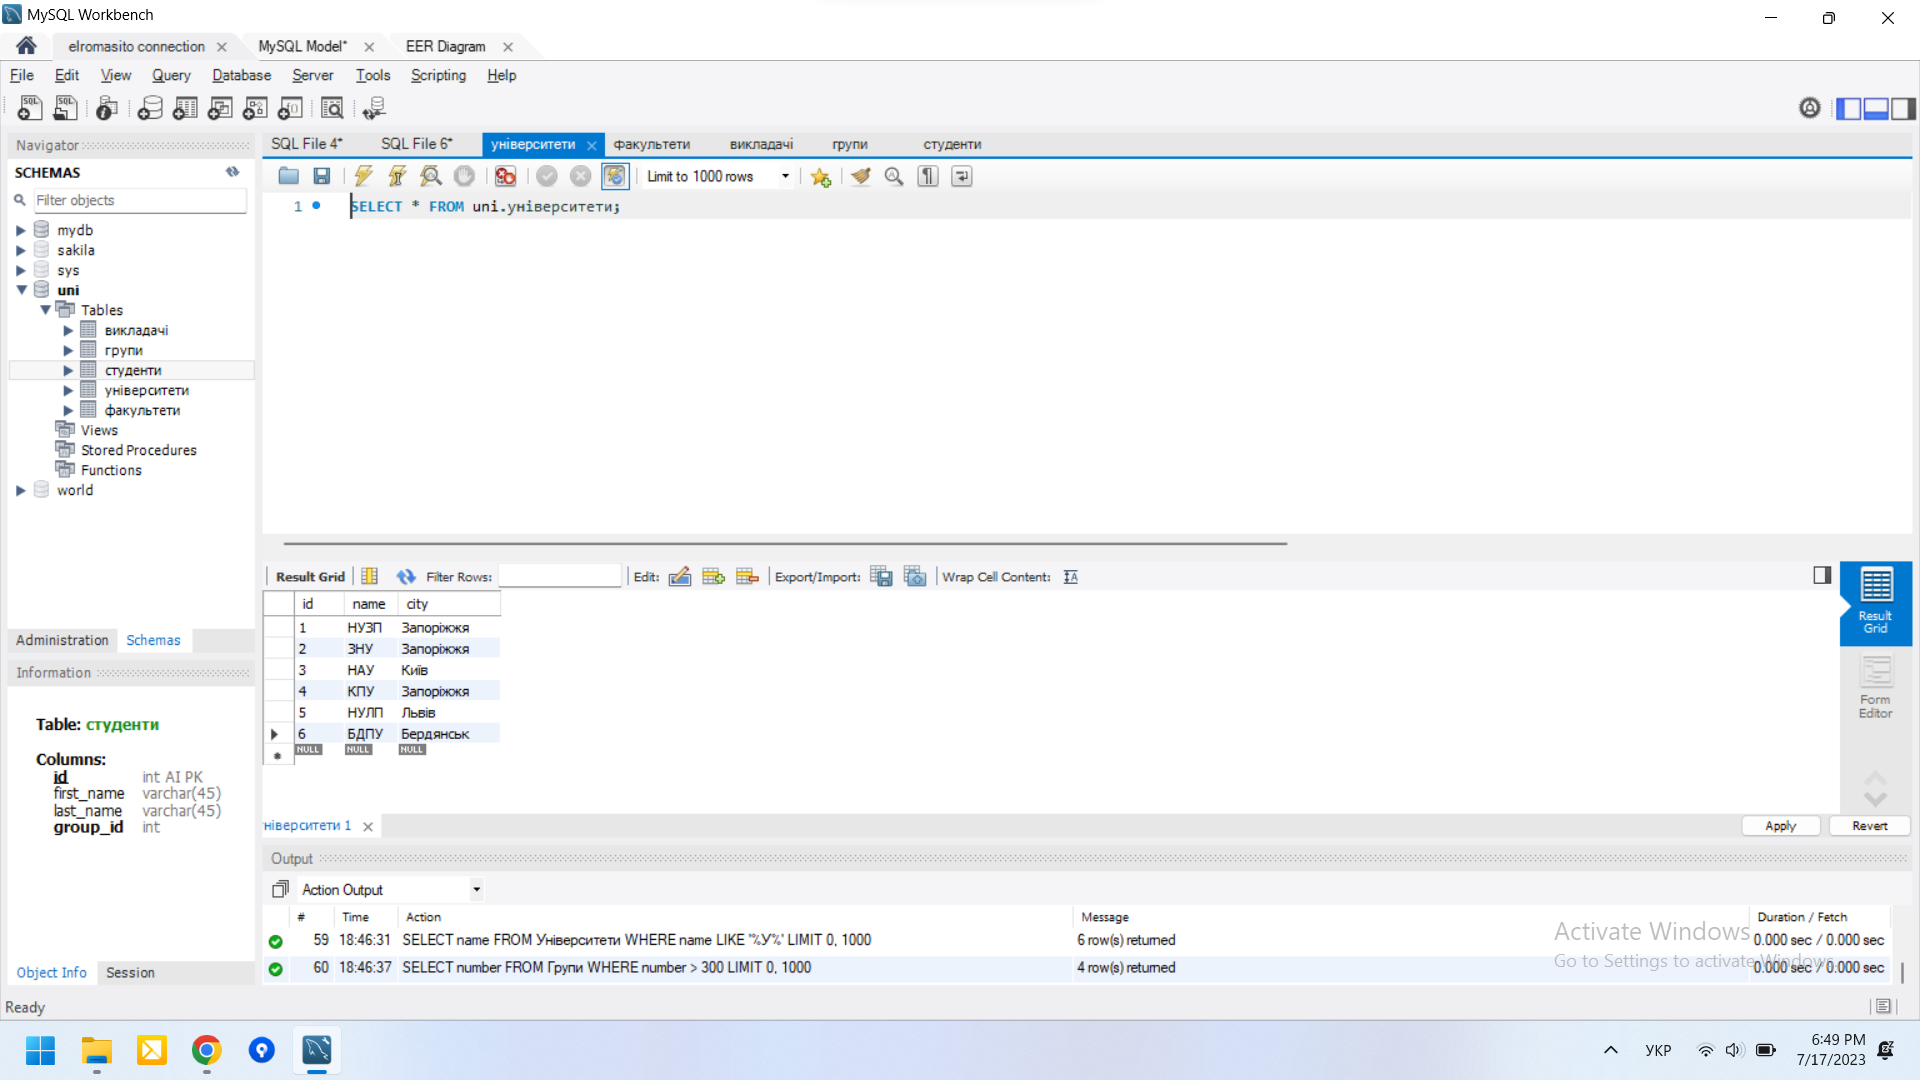 MySQL Workbench
elromasito connection
MySQL Model*
EER Diagram
File Edit View Query Database Server Tools Scripting Help
Navigator
SCHEMAS
Filter objects
mydb
sakila
sys
uni
Tables
викладачі
групи
студенти
університети
факультети
Views
Stored Procedures
Functions
world
Administration Schemas
Information
Table: студенти
Columns:
id int AI PK
first_name varchar(45)
last_name varchar(45)
group_id int
Object Info Session
Ready
SQL File 4* SQL File 6* університети факультети викладачі групи студенти
Limit to 1000 rows
1 SELECT * FROM uni.університети;
Result Grid Filter Rows: Edit: Export/Import: Wrap Cell Content:
id name city
1 НУЗП Запоріжжя
2 ЗНУ Запоріжжя
3 НАУ Київ
4 КПУ Запоріжжя
5 НУЛП Львів
6 БДПУ Бердянськ
NULL NULL NULL
Result Grid
Form Editor
ніверситети 1
Apply Revert
Output
Action Output
# Time Action Message Duration / Fetch
59 18:46:31 SELECT name FROM Університети WHERE name LIKE '%У%' LIMIT 0, 1000 6 row(s) returned 0.000 sec / 0.000 sec
60 18:46:37 SELECT number FROM Групи WHERE number > 300 LIMIT 0, 1000 4 row(s) returned 0.000 sec / 0.000 sec
Activate Windows
Go to Settings to activate Windows.
УКР
6:49 PM
7/17/2023